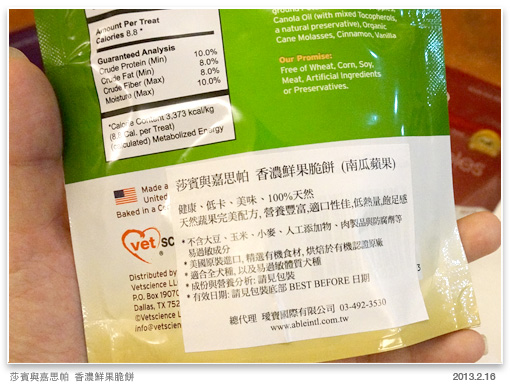 Amount Per Treat
Calories 8.8 *
Guaranteed Analysis
Crude Protein (Min) 10.0%
Crude Fat (Min) 8.0%
Crude Fiber (Max) 8.0%
Moisture (Max) 10.0%
*Calorie Content 3,373 kcal/kg
(8.8 Cal. per Treat)
(calculated) Metabolized Energy
Canola Oil (with mixed Tocopherols,
a natural preservative), Organic
Cane Molasses, Cinnamon, Vanilla
Our Promise:
Free of Wheat, Corn, Soy,
Meat, Artificial Ingredients
or Preservatives.
Made
United
Baked in a
vet
Distributed by
Vetscience
P.O. Box
Dallas, TX
©Vetscience
info@vetscien
莎賓與嘉思帕 香濃鮮果脆餅 (南瓜蘋果)
健康、低卡、美味、100%天然
天然蔬果完美配方,營養豐富,適口性佳,低熱量,飽足感
* 不含大豆、玉米、小麥、人工添加物、肉製品與防腐劑等
易過敏成分
* 美國原裝進口, 精選有機食材, 烘焙於有機認證原廠
* 適合全犬種, 以及易過敏體質犬種
* 成份與營養分析: 請見包裝
* 有效日期: 請見包裝底部 BEST BEFORE 日期
總代理 璦寶國際有限公司 03-492-3530
www.ableintl.com.tw
莎賓與嘉思帕 香濃鮮果脆餅
2013.2.16